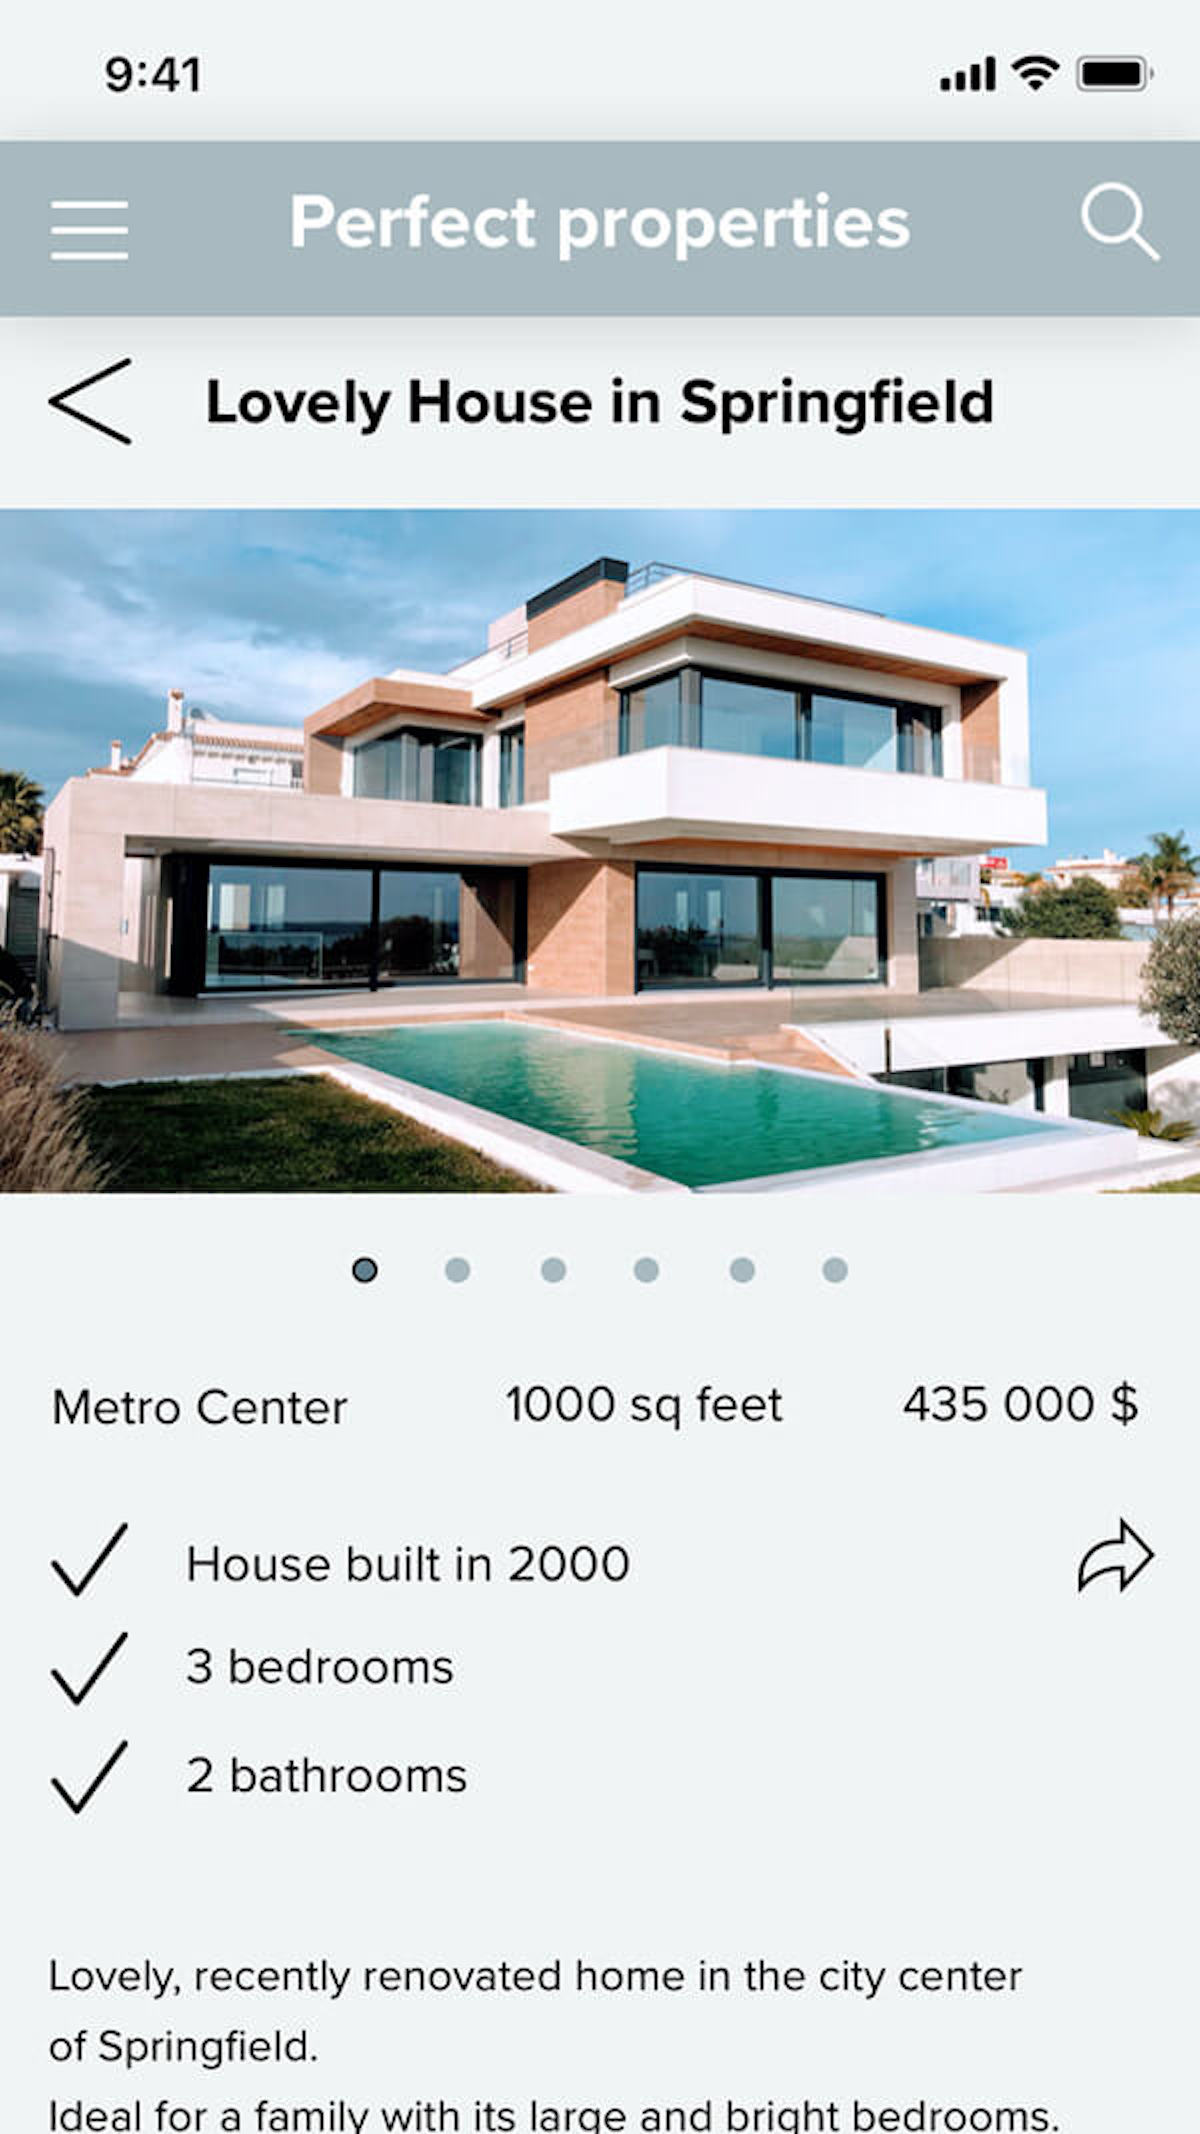 9:41
Perfect properties
Lovely House in Springfield
Metro Center 1000 sq feet 435 000 $
House built in 2000
3 bedrooms
2 bathrooms
Lovely, recently renovated home in the city center
of Springfield.
Ideal for a family with its large and bright bedrooms.